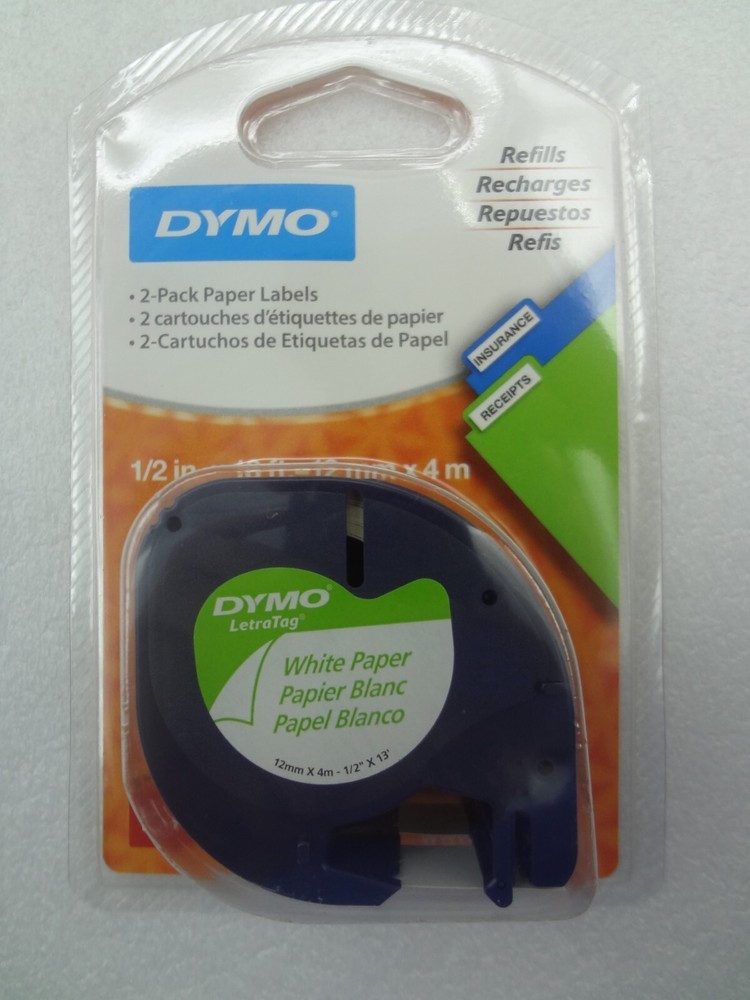 Refills
Recharges
Repuestos
Refis
DYMO®
• 2-Pack Paper Labels
• 2 cartouches d'étiquettes de papier
• 2-Cartuchos de Etiquetas de Papel
INSURANCE
RECEIPTS
1/2 in 12 mm x 4 m
DYMO®
LetraTag®
White Paper
Papier Blanc
Papel Blanco
12mm X 4m - 1/2" X 13'